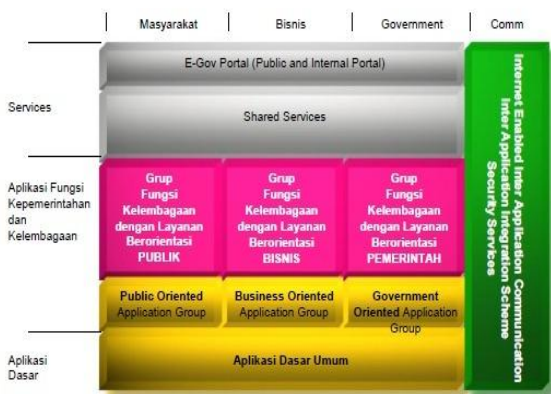 Masyarakat
Bisnis
Government
Comm
Services
E-Gov Portal (Public and Internal Portal)
Shared Services
Aplikasi Fungsi
Kepemerintahan
dan
Kelembagaan
Grup
Fungsi
Kelembagaan
dengan Layanan
Berorientasi
PUBLIK
Grup
Fungsi
Kelembagaan
dengan Layanan
Berorientasi
BISNIS
Grup
Fungsi
Kelembagaan
dengan Layanan
Berorientasi
PEMERINTAH
Public Oriented
Application Group
Business Oriented
Application Group
Government
Oriented Application
Group
Aplikasi
Dasar
Aplikasi Dasar Umum
Internet Enabled Inter Application Communication
Inter Application Integration Scheme
Security Services